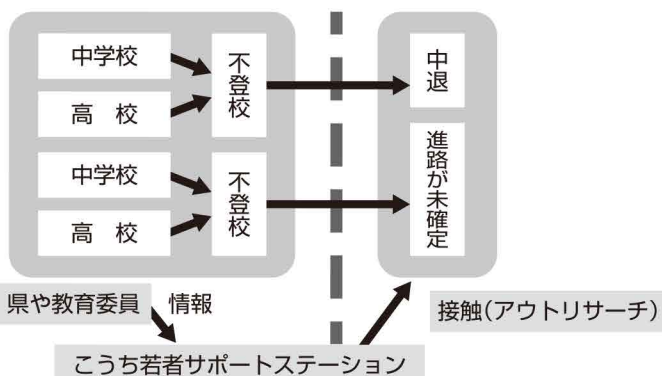 中学校
高　校
不登校
中退
中学校
高　校
不登校
進路が未確定
県や教育委員
情報
接触(アウトリサーチ)
こうち若者サポートステーション